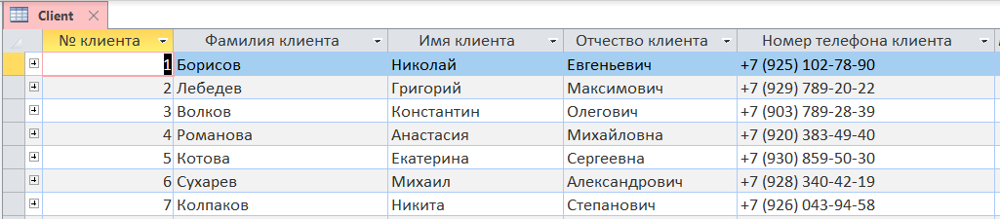 Client
№ клиента Фамилия клиента Имя клиента Отчество клиента Номер телефона клиента
1 Борисов Николай Евгеньевич +7 (925) 102-78-90
2 Лебедев Григорий Максимович +7 (929) 789-20-22
3 Волков Константин Олегович +7 (903) 789-28-39
4 Романова Анастасия Михайловна +7 (920) 383-49-40
5 Котова Екатерина Сергеевна +7 (930) 859-50-30
6 Сухарев Михаил Александрович +7 (928) 340-42-19
7 Колпаков Никита Степанович +7 (926) 043-94-58